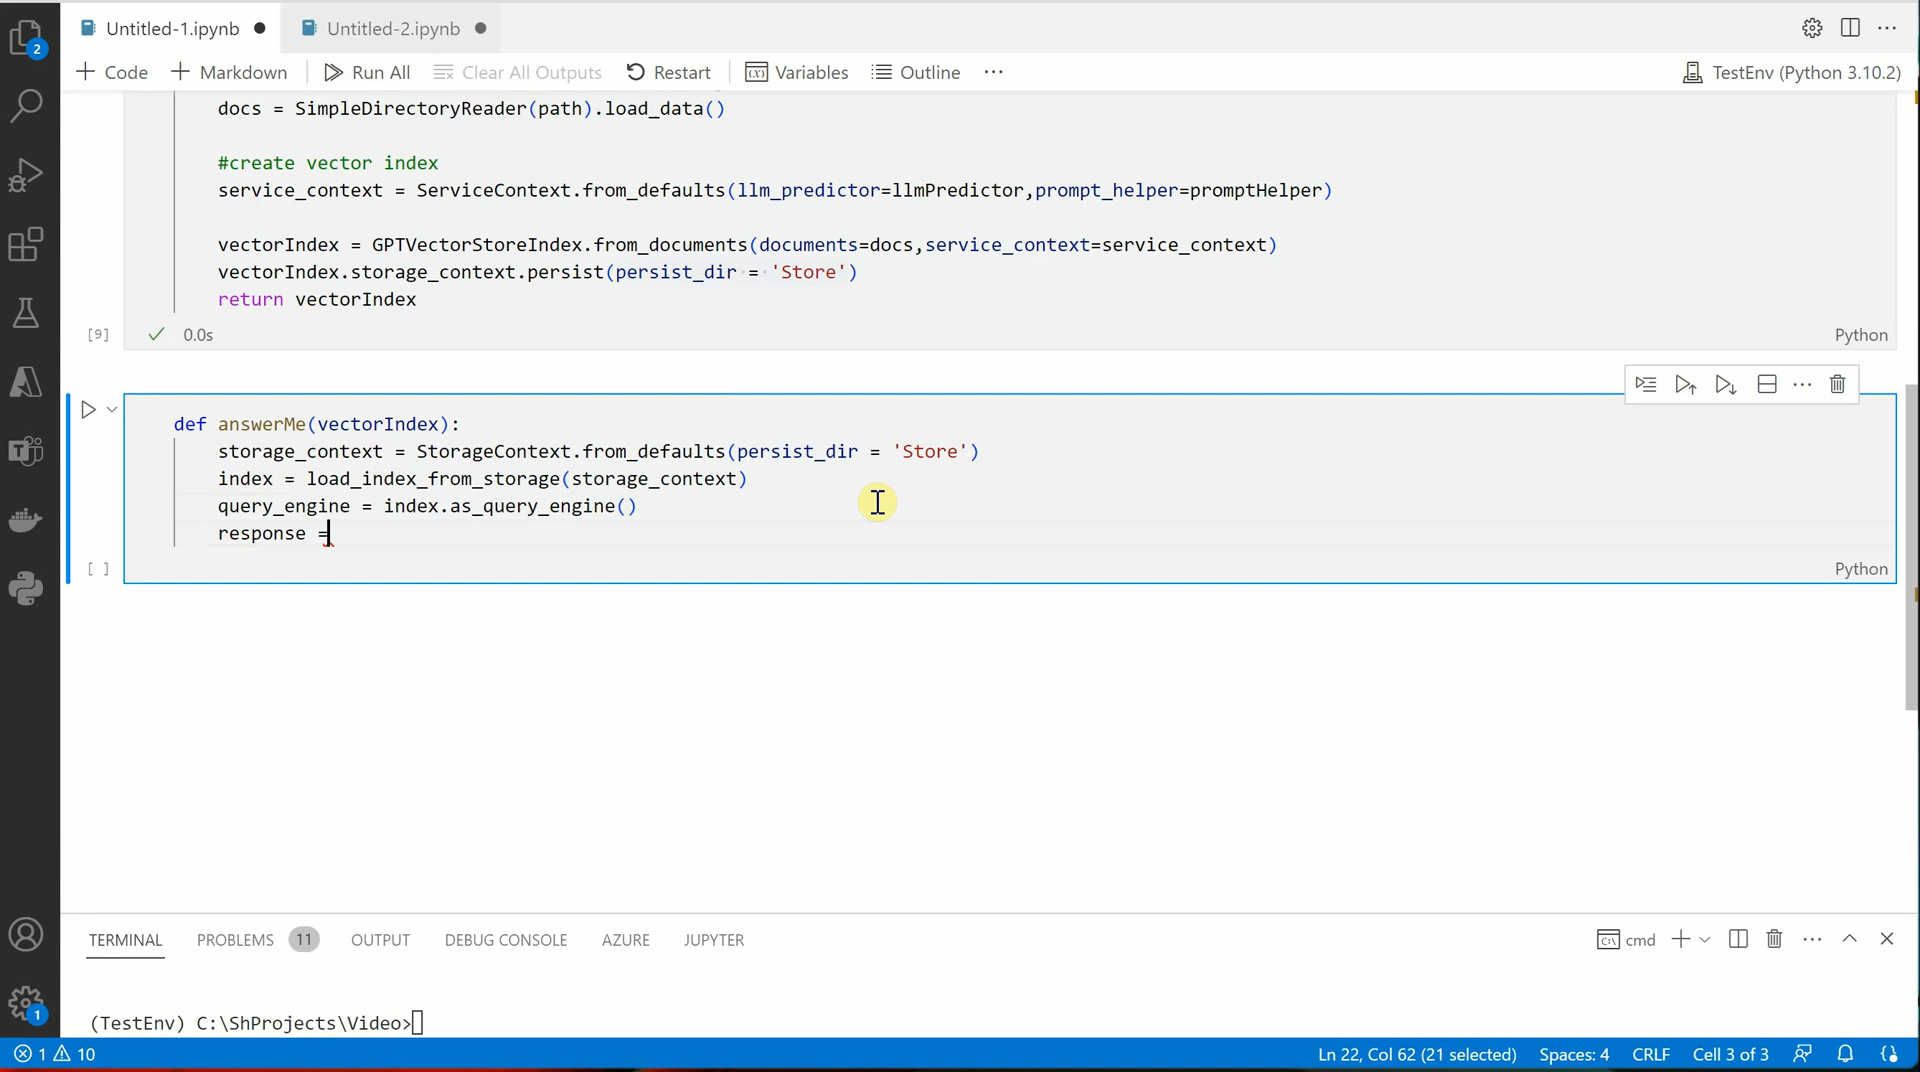 Untitled-1.ipynb ● Untitled-2.ipynb ●
2
+ Code + Markdown Run All Clear All Outputs Restart (x) Variables Outline ··· TestEnv (Python 3.10.2)
docs = SimpleDirectoryReader(path).load_data()
#create vector index
service_context = ServiceContext.from_defaults(llm_predictor=llmPredictor,prompt_helper=promptHelper)
vectorIndex = GPTVectorStoreIndex.from_documents(documents=docs,service_context=service_context)
vectorIndex.storage_context.persist(persist_dir = 'Store')
return vectorIndex
[9] 0.0s Python
def answerMe(vectorIndex):
storage_context = StorageContext.from_defaults(persist_dir = 'Store')
index = load_index_from_storage(storage_context)
query_engine = index.as_query_engine()
response =
[ ] Python
TERMINAL PROBLEMS 11 OUTPUT DEBUG CONSOLE AZURE JUPYTER cmd
1
(TestEnv) C:\ShProjects\Video>
1 10 Ln 22, Col 62 (21 selected) Spaces: 4 CRLF Cell 3 of 3